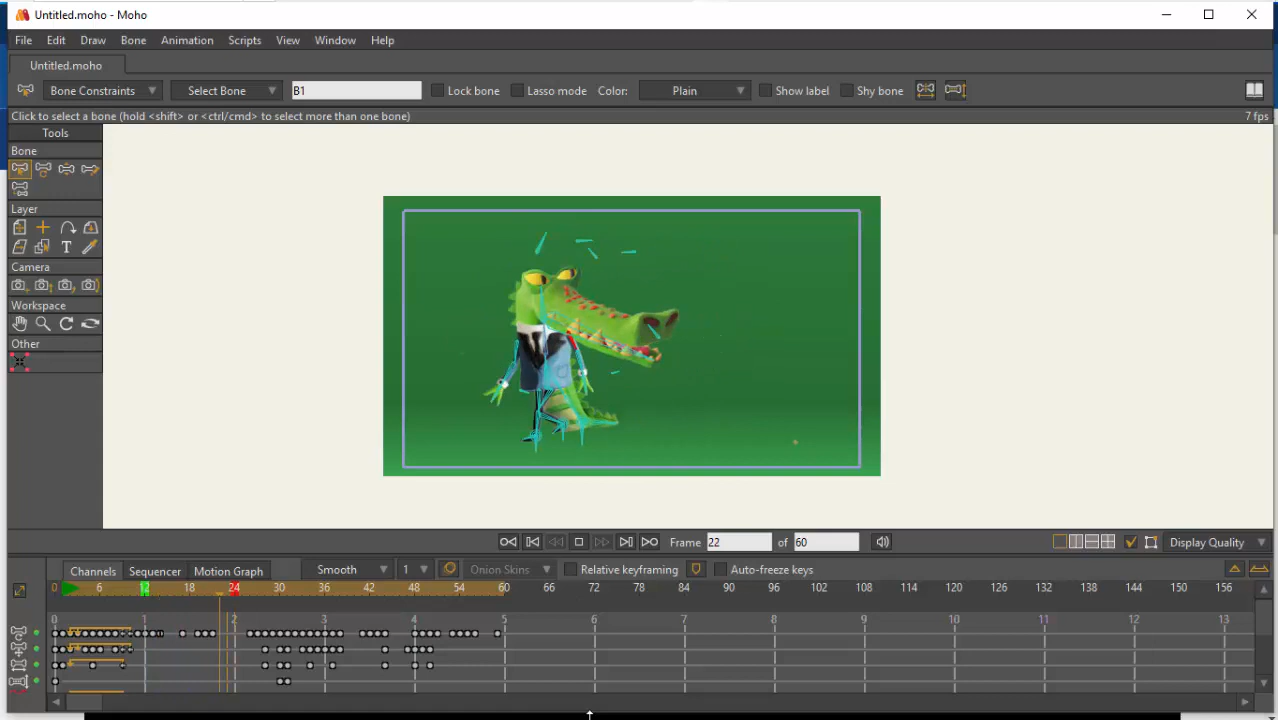 Untitled.moho - Moho
File Edit Draw Bone Animation Scripts View Window Help
Untitled.moho
Bone Constraints Select Bone B1 Lock bone Lasso mode Color: Plain Show label Shy bone
Click to select a bone (hold <shift> or <ctrl/cmd> to select more than one bone) 7 fps
Tools
Bone
Layer
T
Camera
Workspace
Other
Frame 22 of 60 Display Quality
Channels Sequencer Motion Graph Smooth 1 Onion Skins Relative keyframing Auto-freeze keys
0 6 12 18 24 30 36 42 48 54 60 66 72 78 84 90 96 102 108 114 120 126 132 138 144 150 156
0 1 2 3 4 5 6 7 8 9 10 11 12 13